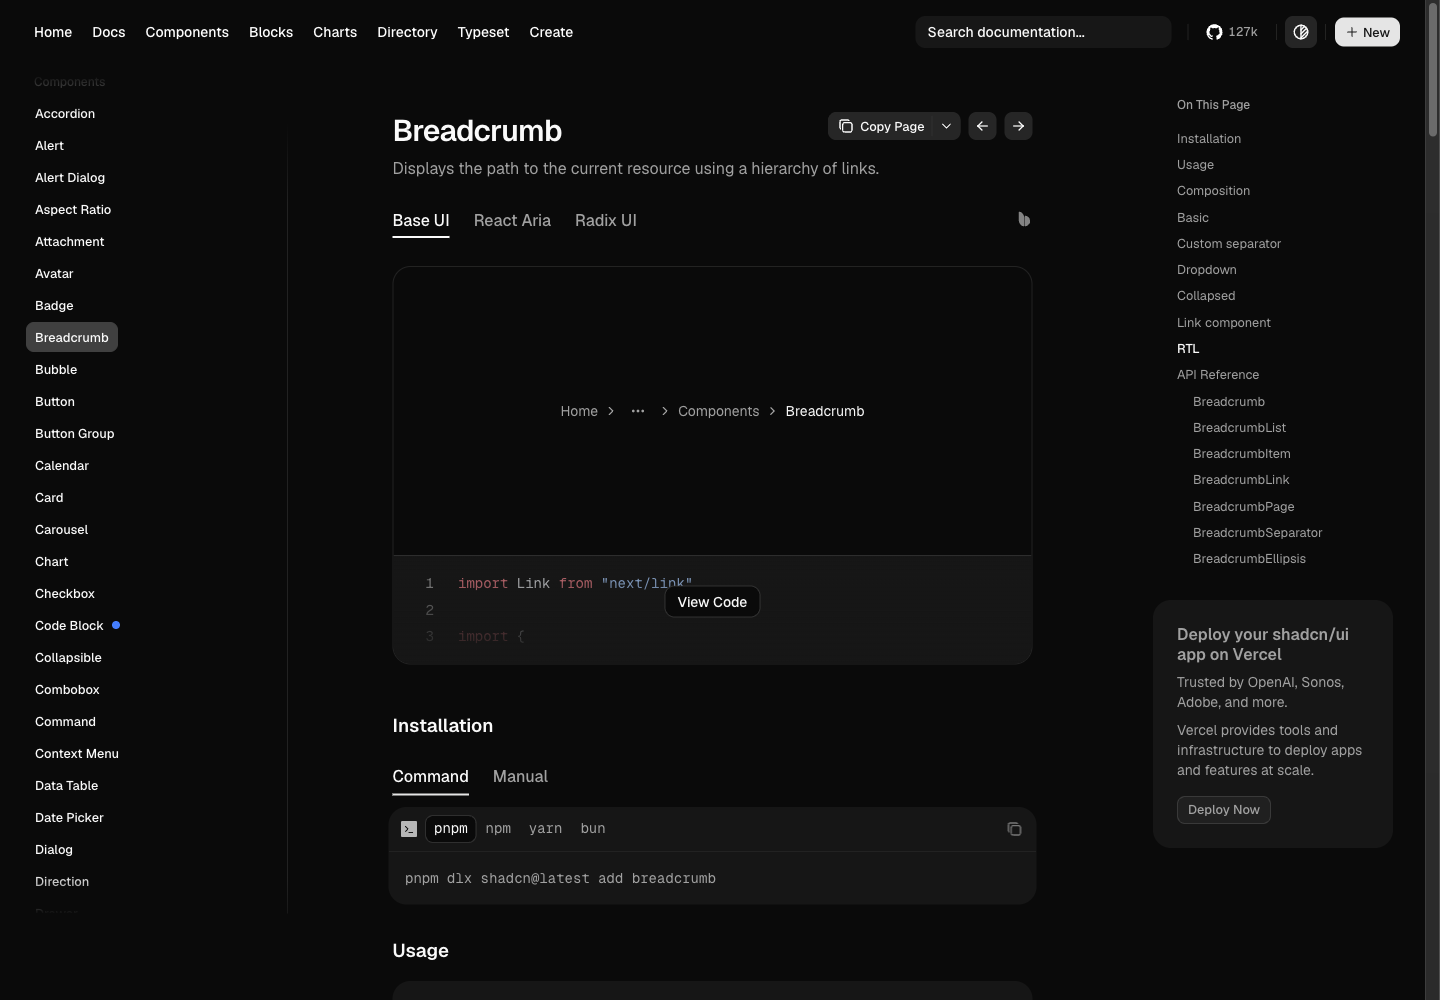 Home Docs Components Blocks Charts Directory Typeset Create
Search documentation...
127k
New
Components
Accordion
Alert
Alert Dialog
Aspect Ratio
Attachment
Avatar
Badge
Breadcrumb
Bubble
Button
Button Group
Calendar
Card
Carousel
Chart
Checkbox
Code Block
Collapsible
Combobox
Command
Context Menu
Data Table
Date Picker
Dialog
Direction
Breadcrumb
Copy Page
Displays the path to the current resource using a hierarchy of links.
Base UI React Aria Radix UI
Home ··· Components Breadcrumb
1 import Link from "next/link"
2
3 import {
View Code
Installation
Command Manual
pnpm npm yarn bun
pnpm dlx shadcn@latest add breadcrumb
Usage
On This Page
Installation
Usage
Composition
Basic
Custom separator
Dropdown
Collapsed
Link component
RTL
API Reference
Breadcrumb
BreadcrumbList
BreadcrumbItem
BreadcrumbLink
BreadcrumbPage
BreadcrumbSeparator
BreadcrumbEllipsis
Deploy your shadcn/ui
app on Vercel
Trusted by OpenAI, Sonos,
Adobe, and more.
Vercel provides tools and
infrastructure to deploy apps
and features at scale.
Deploy Now